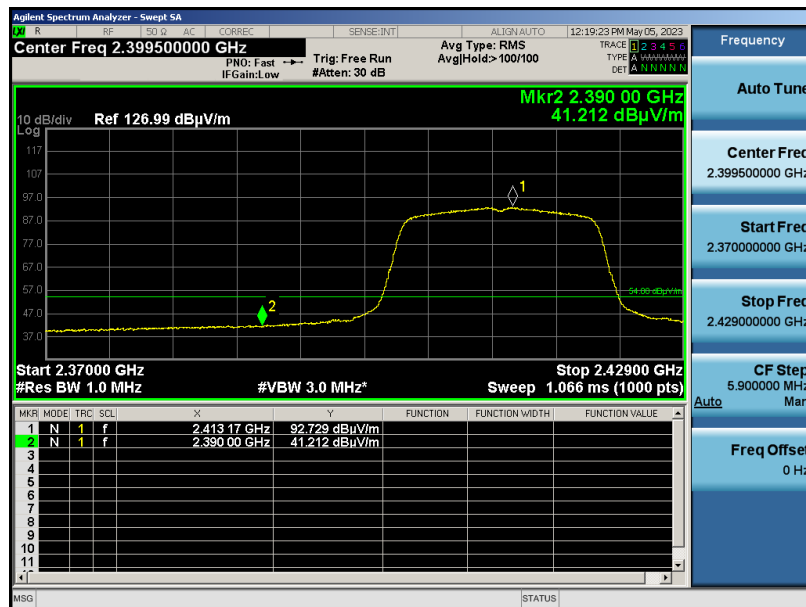 Agilent Spectrum Analyzer - Swept SA
LXI R RF 50 Ω AC CORREC SENSE:INT ALIGN AUTO 12:19:23 PM May 05, 2023
Center Freq 2.399500000 GHz
PNO: Fast
IFGain:Low
Trig: Free Run
#Atten: 30 dB
Avg Type: RMS
Avg|Hold:>100/100
TRACE 1 2 3 4 5 6
TYPE A
DET A N N N N N
Mkr2 2.390 00 GHz
41.212 dBµV/m
10 dB/div Ref 126.99 dBµV/m
Log
117
107
97.0
87.0
77.0
67.0
57.0
47.0
37.0
1
2
54.00 dBµV/m
Start 2.37000 GHz Stop 2.42900 GHz
#Res BW 1.0 MHz #VBW 3.0 MHz* Sweep 1.066 ms (1000 pts)
MKR MODE TRC SCL X Y FUNCTION FUNCTION WIDTH FUNCTION VALUE
1 N 1 f 2.413 17 GHz 92.729 dBµV/m
2 N 1 f 2.390 00 GHz 41.212 dBµV/m
3
4
5
6
7
8
9
10
11
MSG STATUS
Frequency
Auto Tune
Center Freq
2.399500000 GHz
Start Freq
2.370000000 GHz
Stop Freq
2.429000000 GHz
CF Step
5.900000 MHz
Auto Man
Freq Offset
0 Hz